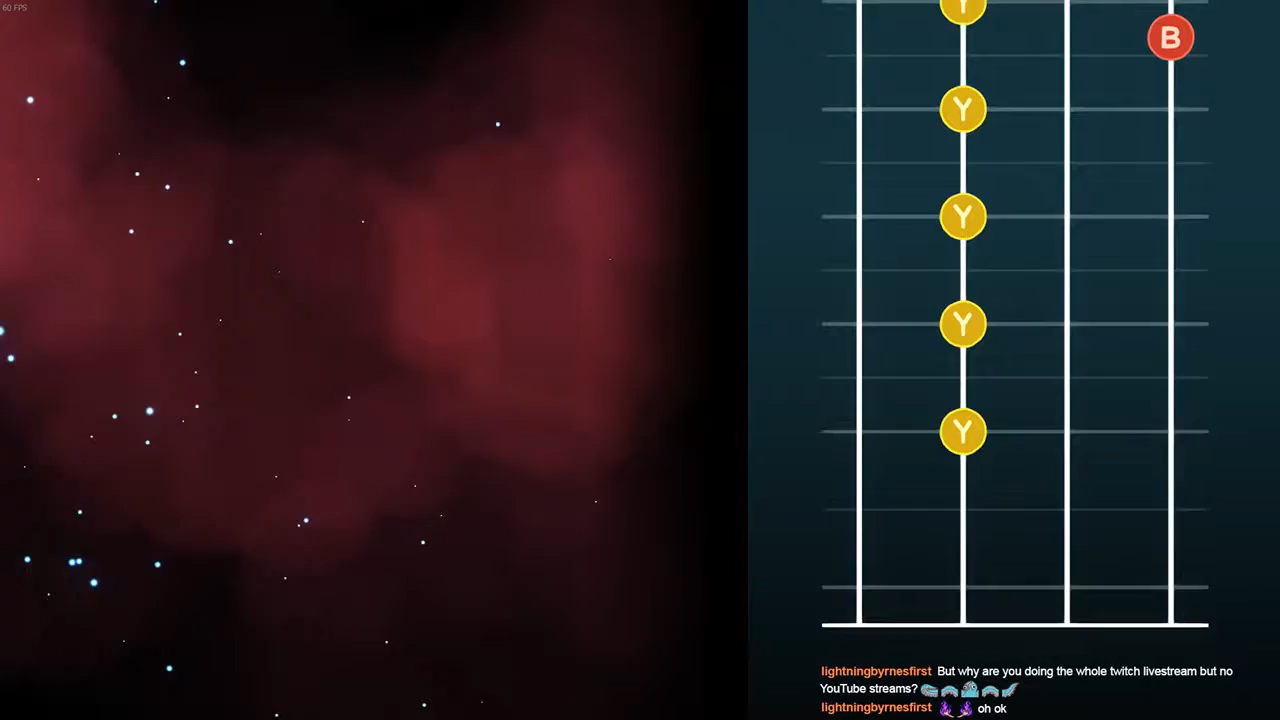 60 FPS
Y
B
Y
Y
Y
Y
lightningbyrnesfirst But why are you doing the whole twitch livestream but no
YouTube streams?
lightningbyrnesfirst oh ok